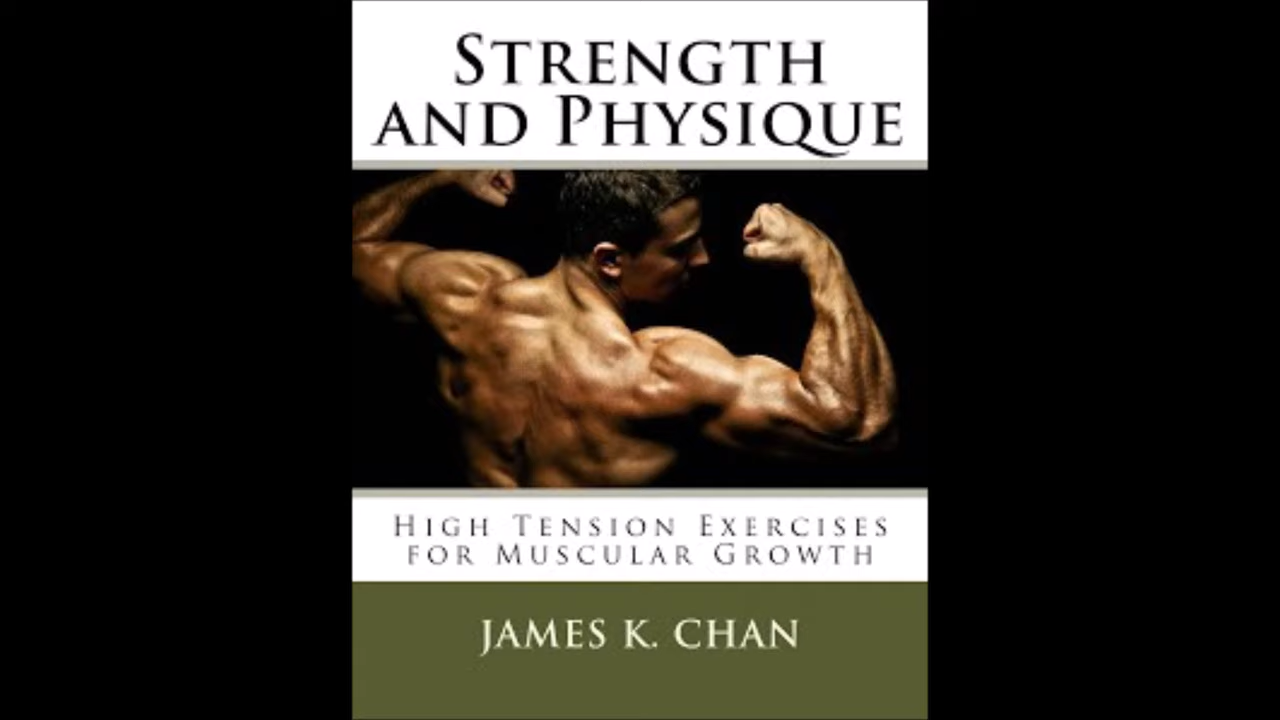 STRENGTH
AND PHYSIQUE
HIGH TENSION EXERCISES
FOR MUSCULAR GROWTH
JAMES K. CHAN